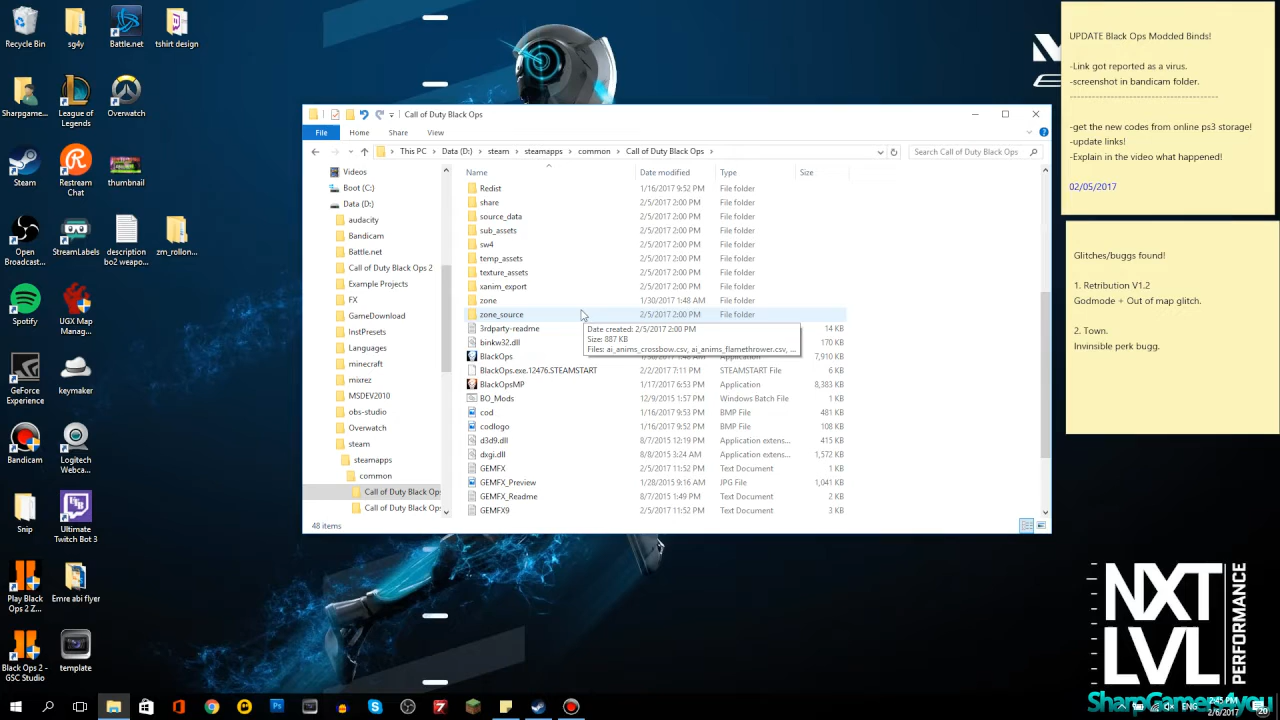 Recycle Bin
sg4y
Battle.net
tshirt design
Shargame...
League of
Legends
Overwatch
Steam
Restream
Chat
thumbnail
Open
Broadcas...
StreamLabels
description
bo2 weapo...
zm_rollon...
Spotify
UGX Map
Manag...
GeForce
Experience
keymaker
Bandicam
Logitech
Webca...
Snip
Ultimate
Twitch Bot 3
Play Black
Ops 2 Z...
Emre abi flyer
Black Ops 2 -
GSC Studio
template
Call of Duty Black Ops
File
Home
Share
View
This PC
Data (D:)
steam
steamapps
common
Call of Duty Black Ops
Search Call of Duty Black Ops
Videos
Boot (C:)
Data (D:)
audacity
Bandicam
Battle.net
Call of Duty Black Ops 2
Example Projects
FX
GameDownload
InstPresets
Languages
minecraft
mixrez
MSDEV2010
obs-studio
Overwatch
steam
steamapps
common
Call of Duty Black Op:
Call of Duty Black Op:
Name Date modified Type Size
Redist 1/16/2017 9:52 PM File folder
share 2/5/2017 2:00 PM File folder
source_data 2/5/2017 2:00 PM File folder
sub_assets 2/5/2017 2:00 PM File folder
sw4 2/5/2017 2:00 PM File folder
temp_assets 2/5/2017 2:00 PM File folder
texture_assets 2/5/2017 2:00 PM File folder
xanim_export 2/5/2017 2:00 PM File folder
zone 1/30/2017 1:48 AM File folder
zone_source 2/5/2017 2:00 PM File folder
3rdparty-readme 14 KB
binkw32.dll 170 KB
BlackOps 7,910 KB
BlackOps.exe.12476.STEAMSTART 2/2/2017 7:11 PM STEAMSTART File 6 KB
BlackOpsMP 1/17/2017 6:53 PM Application 8,383 KB
BO_Mods 12/9/2015 1:57 PM Windows Batch File
cod 1/16/2017 9:53 PM BMP File 481 KB
codlogo 1/16/2017 9:52 PM BMP File 108 KB
d3d9.dll 8/7/2015 12:19 PM Application extens... 415 KB
dxgi.dll 8/8/2015 3:24 AM Application extens... 1,572 KB
GEMFX 2/5/2017 11:52 PM Text Document 1 KB
GEMFX_Preview 1/28/2015 9:16 AM JPG File 1,041 KB
GEMFX_Readme 8/7/2015 1:49 PM Text Document 2 KB
GEMFX9 2/5/2017 11:52 PM Text Document 3 KB
Date created: 2/5/2017 2:00 PM
Size: 887 KB
Files: ai_anims_crossbow.csv, ai_anims_flamethrower.csv, ...
48 items
UPDATE Black Ops Modded Binds!
-Link got reported as a virus.
-screenshot in bandicam folder.
----------------------------------------
-get the new codes from online ps3 storage!
-update links!
-Explain in the video what happened!
02/05/2017
Glitches/buggs found!
1. Retribution V1.2
Godmode + Out of map glitch.
2. Town.
Invinsible perk bugg.
NXT
LVL
PERFORMANCE
SharpGamers4you
ENG
2:45 PM
2/6/2017
20